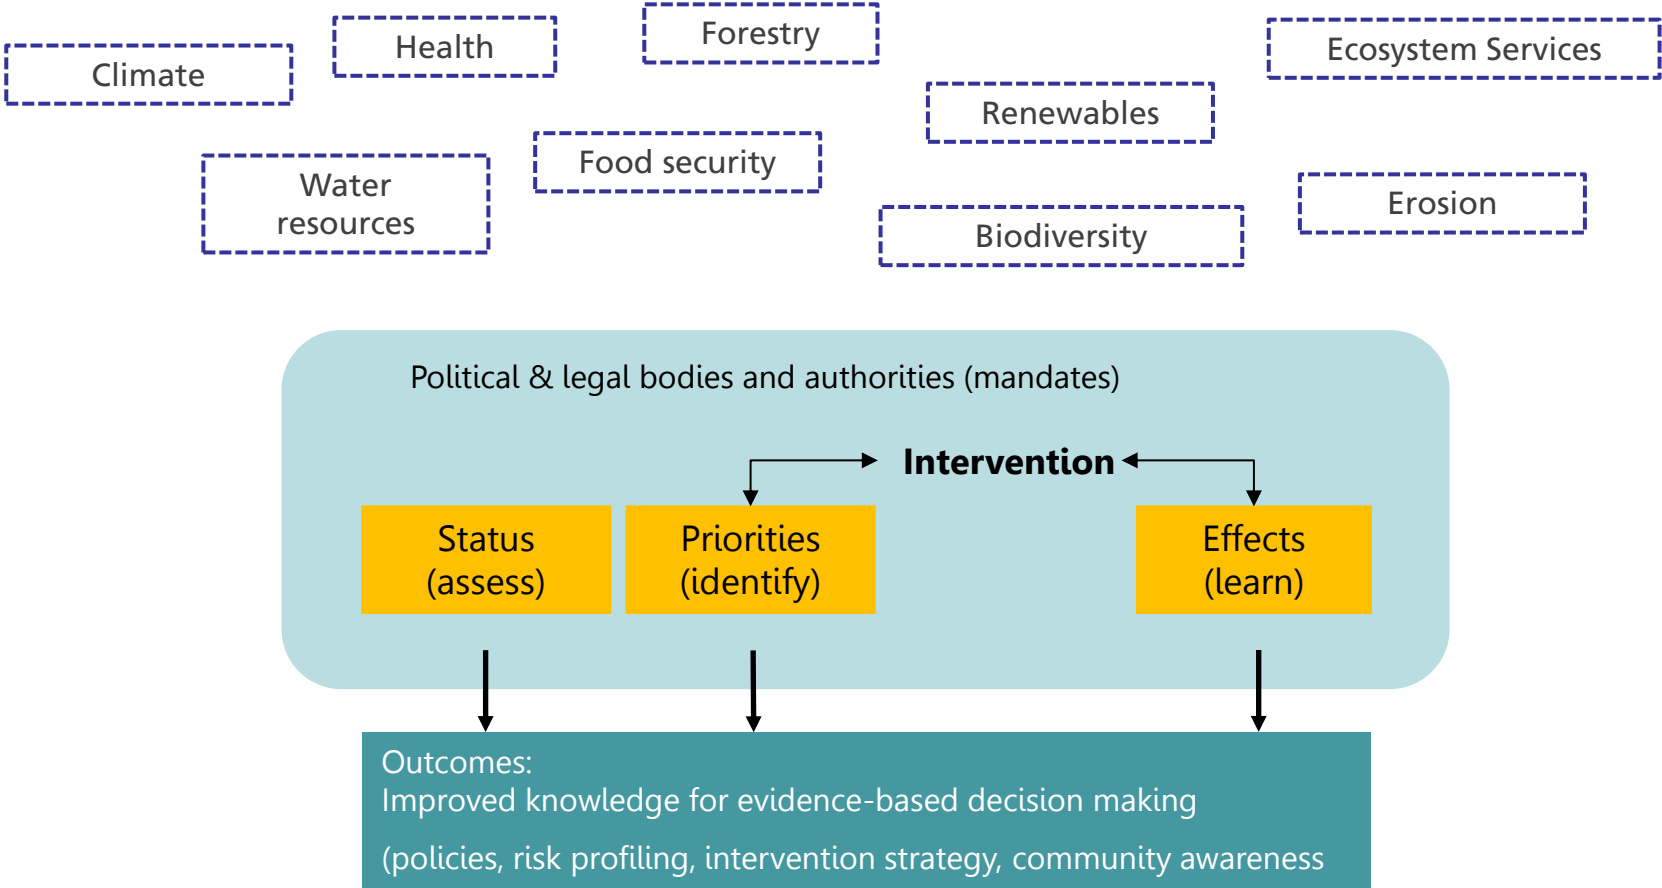 Climate
Health
Forestry
Ecosystem Services
Renewables
Food security
Water
resources
Erosion
Biodiversity
Political & legal bodies and authorities (mandates)
Intervention
Status
(assess)
Priorities
(identify)
Effects
(learn)
Outcomes:
Improved knowledge for evidence-based decision making
(policies, risk profiling, intervention strategy, community awareness